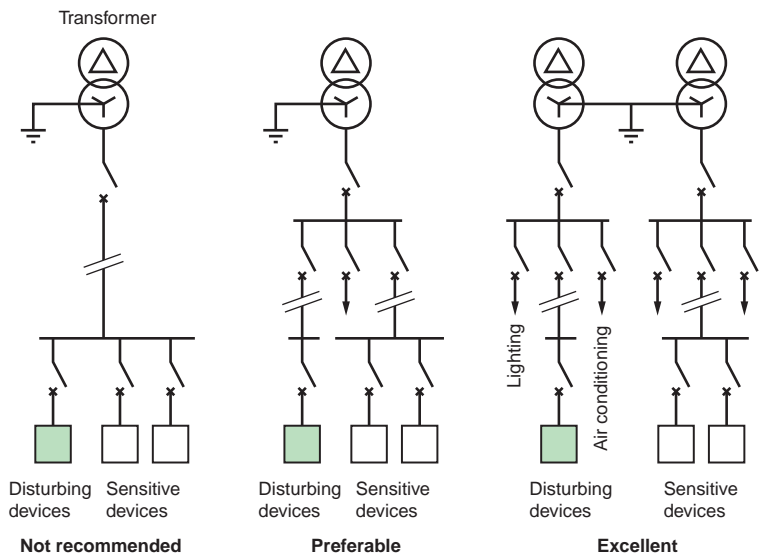 Transformer
Lighting
Air conditioning
Disturbing devices
Sensitive devices
Disturbing devices
Sensitive devices
Disturbing devices
Sensitive devices
Not recommended
Preferable
Excellent